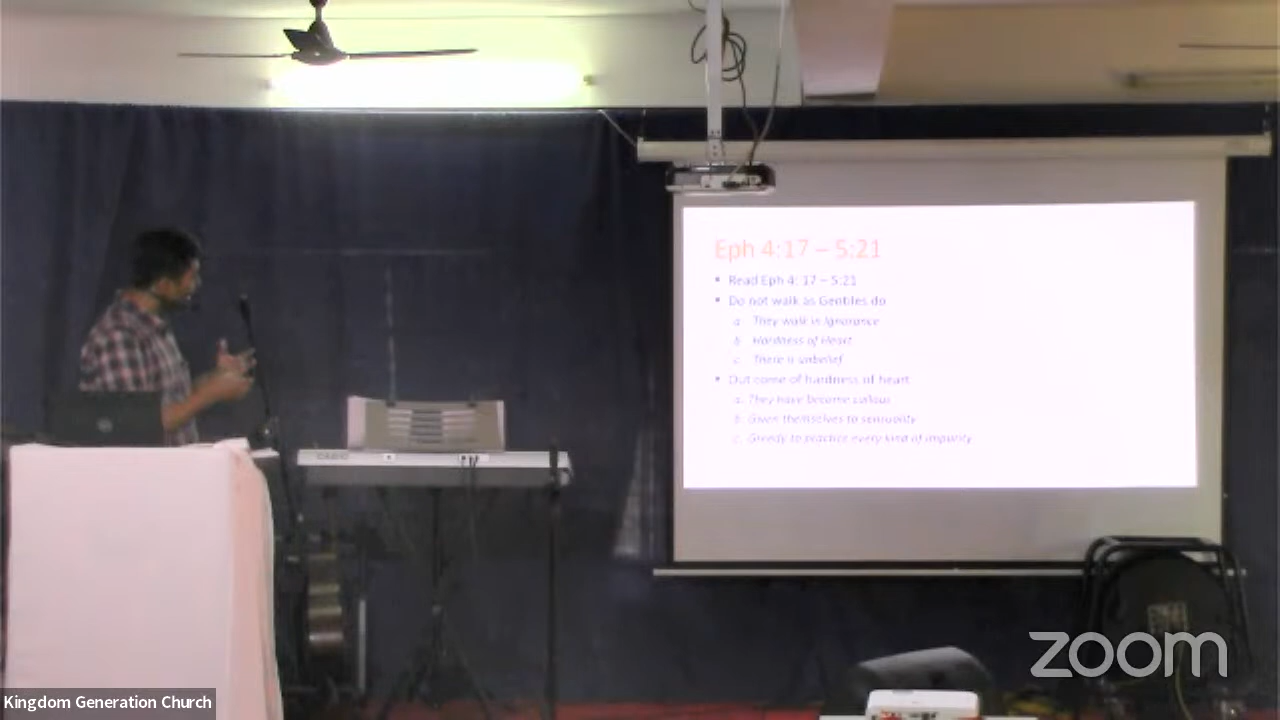 Eph 4:17 – 5:21
▪ Read Eph 4: 17 – 5:21
▪ Do not walk as Gentiles do
a. They walk in Ignorance
b. Hardness of Heart
c. There is unbelief
▪ Out come of hardness of heart
a. They have become callous
b. Given themselves to sensuality
c. Greedy to practice every kind of impurity
CASIO
zoom
Kingdom Generation Church